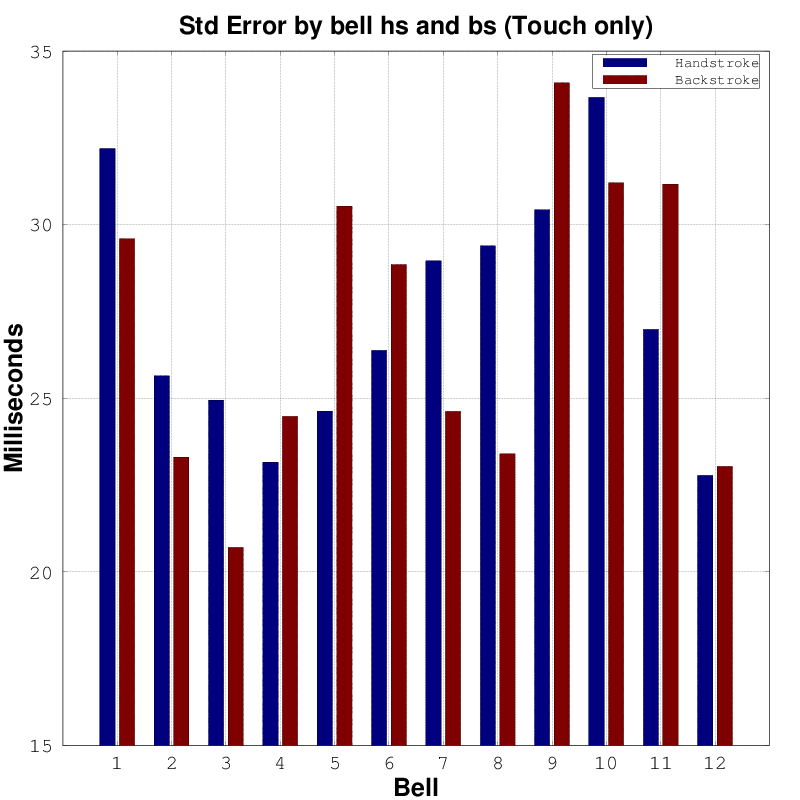 Std Error by bell hs and bs (Touch only)
Handstroke
Backstroke
35
30
25
20
15
Milliseconds
1 2 3 4 5 6 7 8 9 10 11 12
Bell